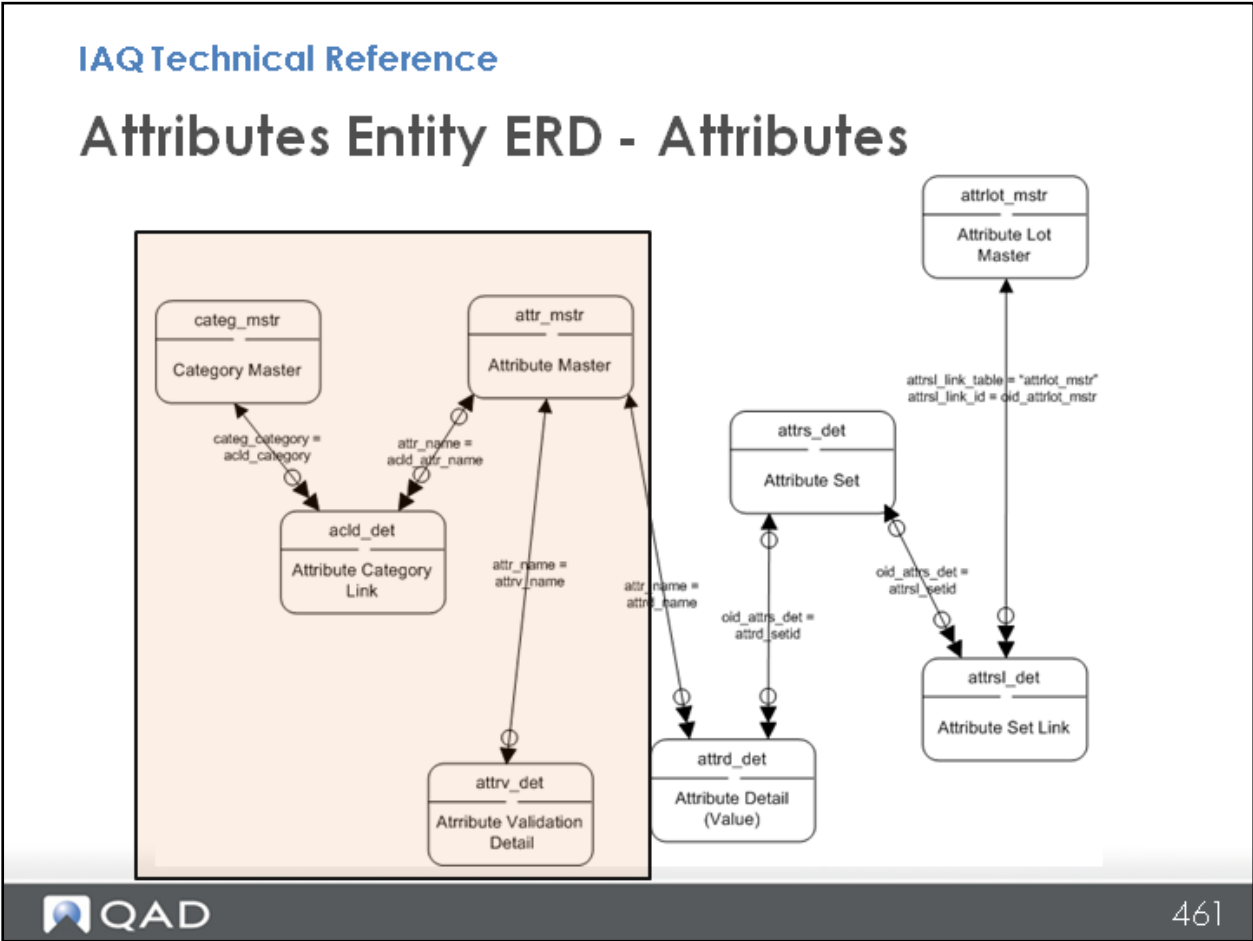 IAQ Technical Reference
Attributes Entity ERD - Attributes
attrlot_mstr
Attribute Lot
Master
categ_mstr
Category Master
attr_mstr
Attribute Master
attrsl_link_table = "attrlot_mstr"
attrsl_link_id = oid_attrlot_mstr
categ_category =
acld_category
attr_name =
acld_attr_name
attrs_det
Attribute Set
acld_det
Attribute Category
Link
attr_name =
attrv_name
attr_name =
attrd_name
oid_attrs_det =
attrd_setid
oid_attrs_det =
attrsl_setid
attrsl_det
Attribute Set Link
attrv_det
Atrribute Validation
Detail
attrd_det
Attribute Detail
(Value)
QAD
461